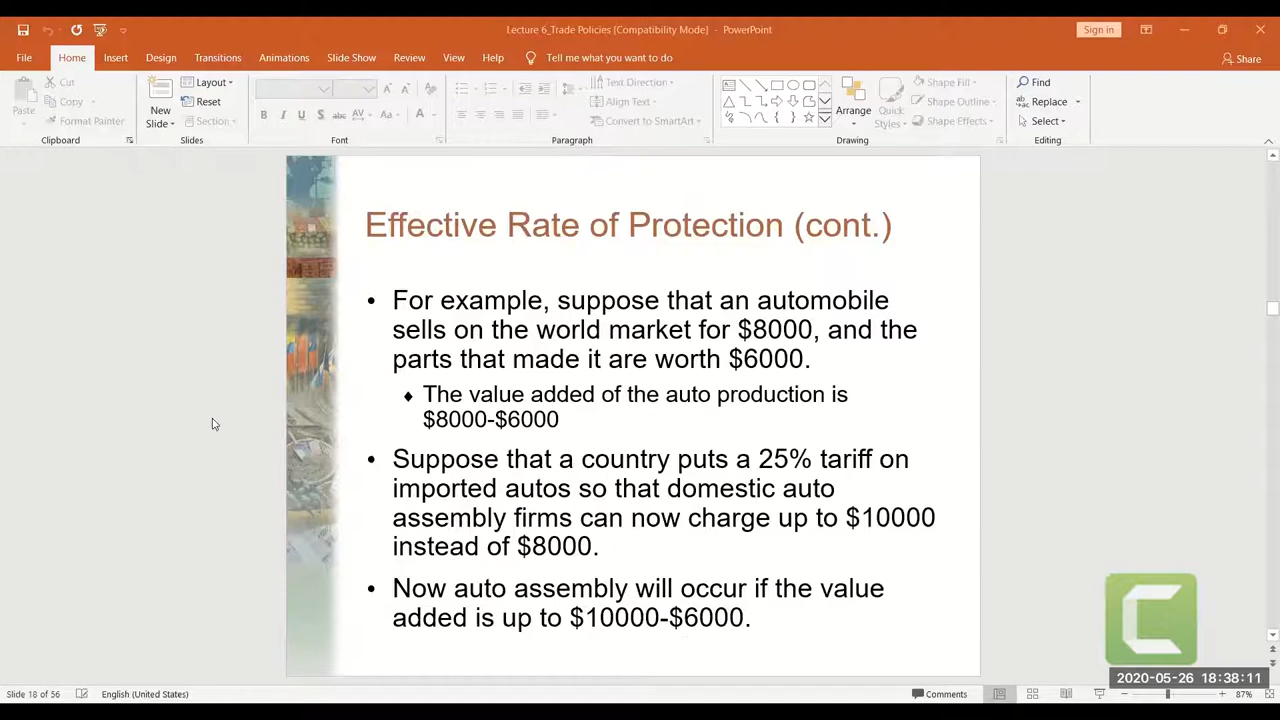 Lecture 6_Trade Policies [Compatibility Mode] - PowerPoint
Sign in
File Home Insert Design Transitions Animations Slide Show Review View Help Tell me what you want to do
Share
Paste
Cut
Copy
Format Painter
Clipboard
New
Slide
Layout
Reset
Section
Slides
B I U S abc AV Aa A
Font
Text Direction
Align Text
Convert to SmartArt
Paragraph
Arrange
Quick
Styles
Shape Fill
Shape Outline
Shape Effects
Drawing
Find
Replace
Select
Editing
Effective Rate of Protection (cont.)
• For example, suppose that an automobile
sells on the world market for $8000, and the
parts that made it are worth $6000.
♦ The value added of the auto production is
$8000-$6000
• Suppose that a country puts a 25% tariff on
imported autos so that domestic auto
assembly firms can now charge up to $10000
instead of $8000.
• Now auto assembly will occur if the value
added is up to $10000-$6000.
C
2020-05-26 18:38:11
Slide 18 of 56 English (United States) Comments 87%